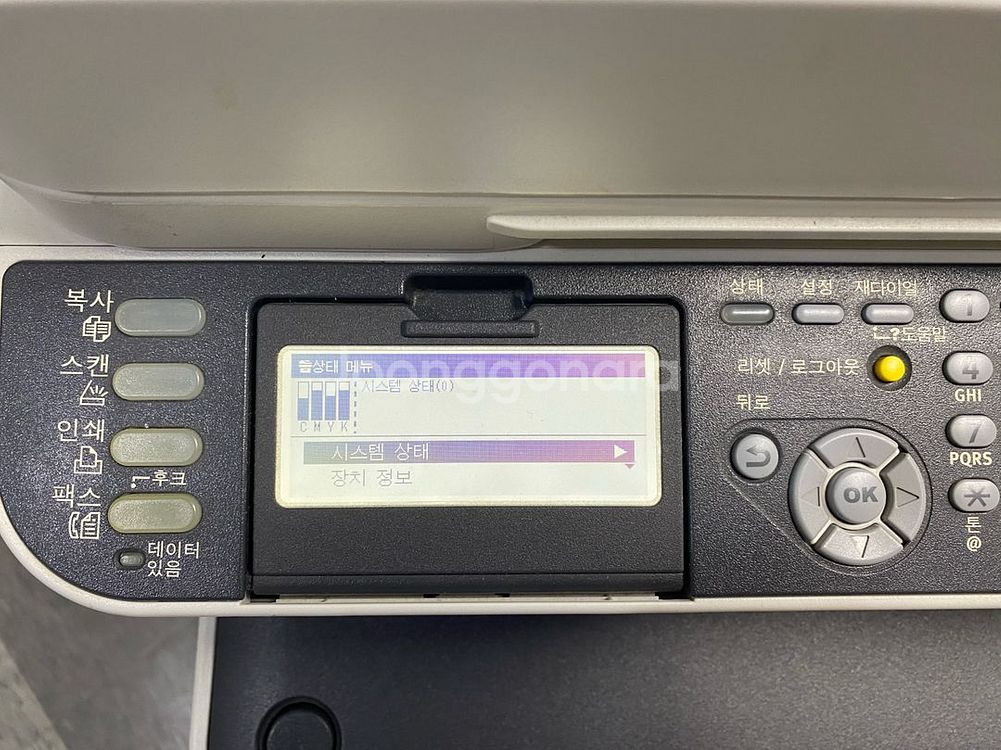 복사
스캔
인쇄
후크
팩스
데이터
있음
상태 메뉴
시스템 상태(0)
C M Y K
시스템 상태
장치 정보
joonggonara
상태
설정
재다이얼
?도움말
리셋 / 로그아웃
뒤로
OK
1
4
GHI
7
PQRS
톤
@